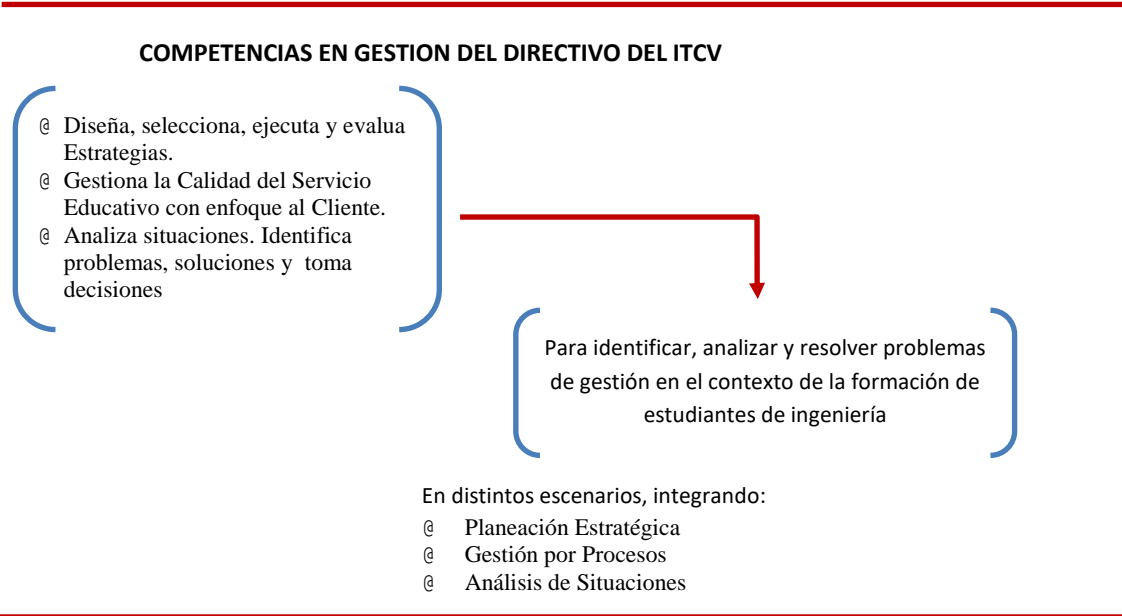 COMPETENCIAS EN GESTION DEL DIRECTIVO DEL ITCV
@ Diseña, selecciona, ejecuta y evalua
Estrategias.
@ Gestiona la Calidad del Servicio
Educativo con enfoque al Cliente.
@ Analiza situaciones. Identifica
problemas, soluciones y toma
decisiones
Para identificar, analizar y resolver problemas
de gestión en el contexto de la formación de
estudiantes de ingeniería
En distintos escenarios, integrando:
@ Planeación Estratégica
@ Gestión por Procesos
@ Análisis de Situaciones